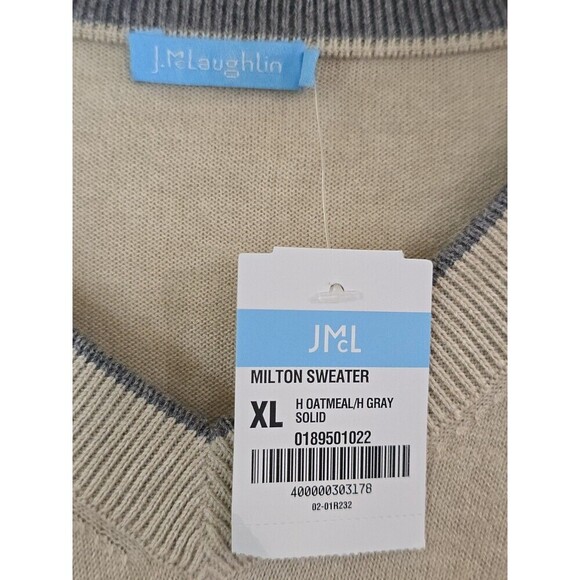 J.McLaughlin
JMcL
MILTON SWEATER
XL
H OATMEAL/H GRAY
SOLID
0189501022
400000303178
02-01R232